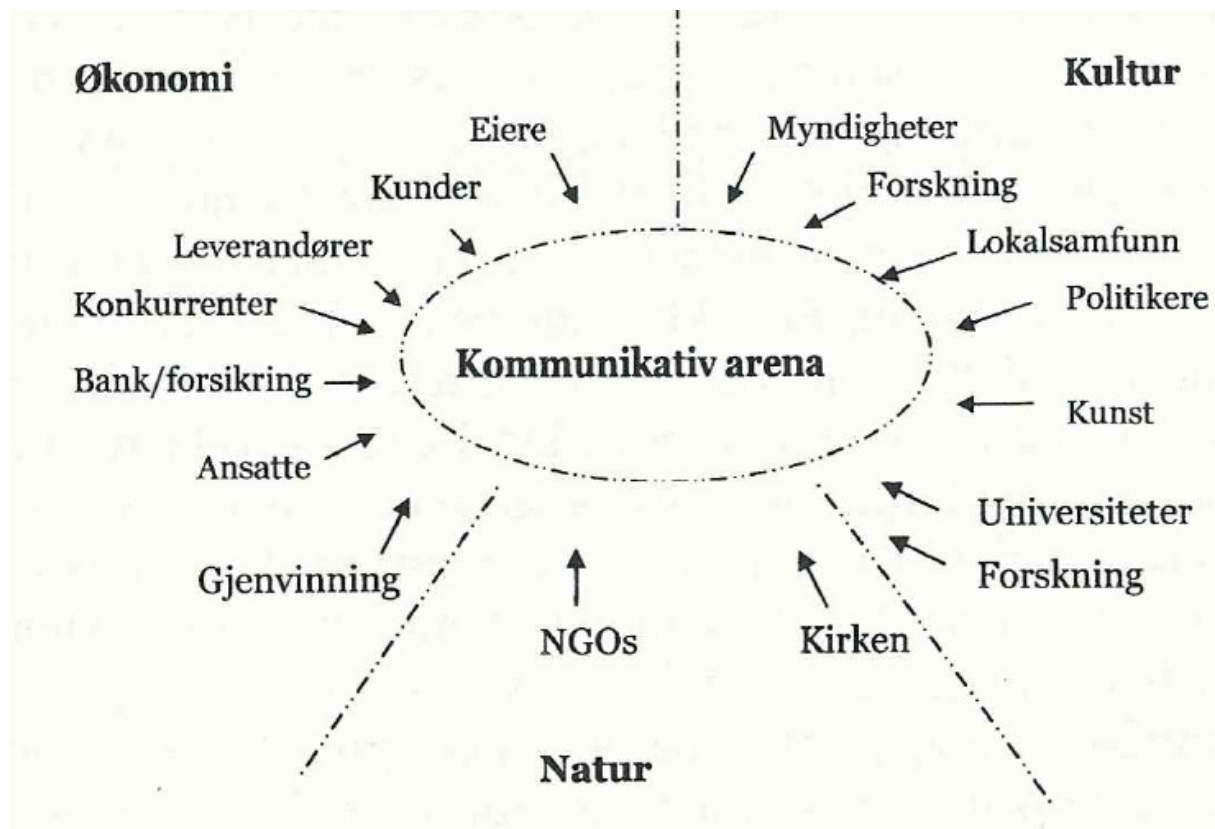 Økonomi
Kultur
Eiere
Myndigheter
Kunder
Forskning
Leverandører
Lokalsamfunn
Konkurrenter
Politikere
Kommunikativ arena
Bank/forsikring
Kunst
Ansatte
Universiteter
Gjenvinning
Forskning
NGOs
Kirken
Natur